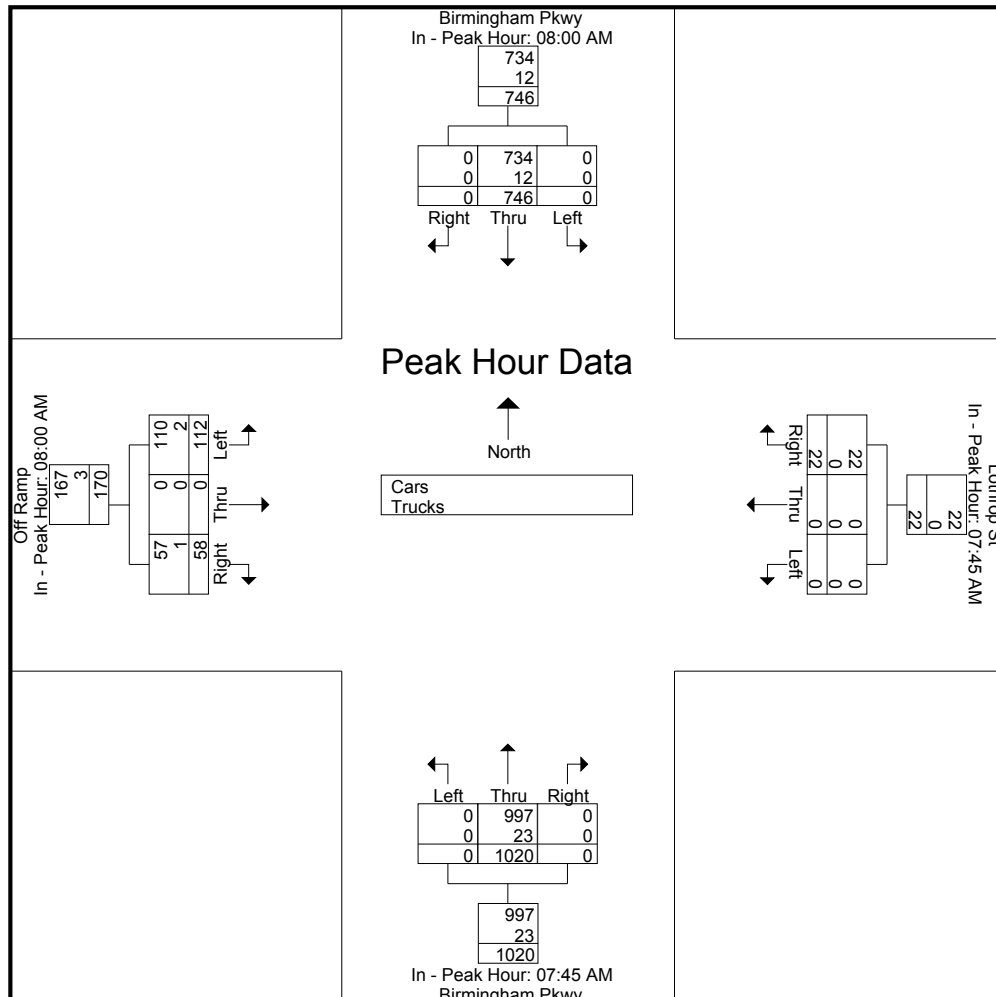 Birmingham Pkwy
In - Peak Hour: 08:00 AM
734
12
746
0 734 0
0 12 0
0 746 0
Right Thru Left
Peak Hour Data
North
Cars
Trucks
Off Ramp
In - Peak Hour: 08:00 AM
167
3
170
110 0 57
2 0 1
112 0 58
Left Thru Right
Lothrop St
In - Peak Hour: 07:45 AM
22
0
22
22 0 0
0 0 0
22 0 0
Right Thru Left
Left Thru Right
0 997 0
0 23 0
0 1020 0
997
23
1020
In - Peak Hour: 07:45 AM
Birmingham Pkwy